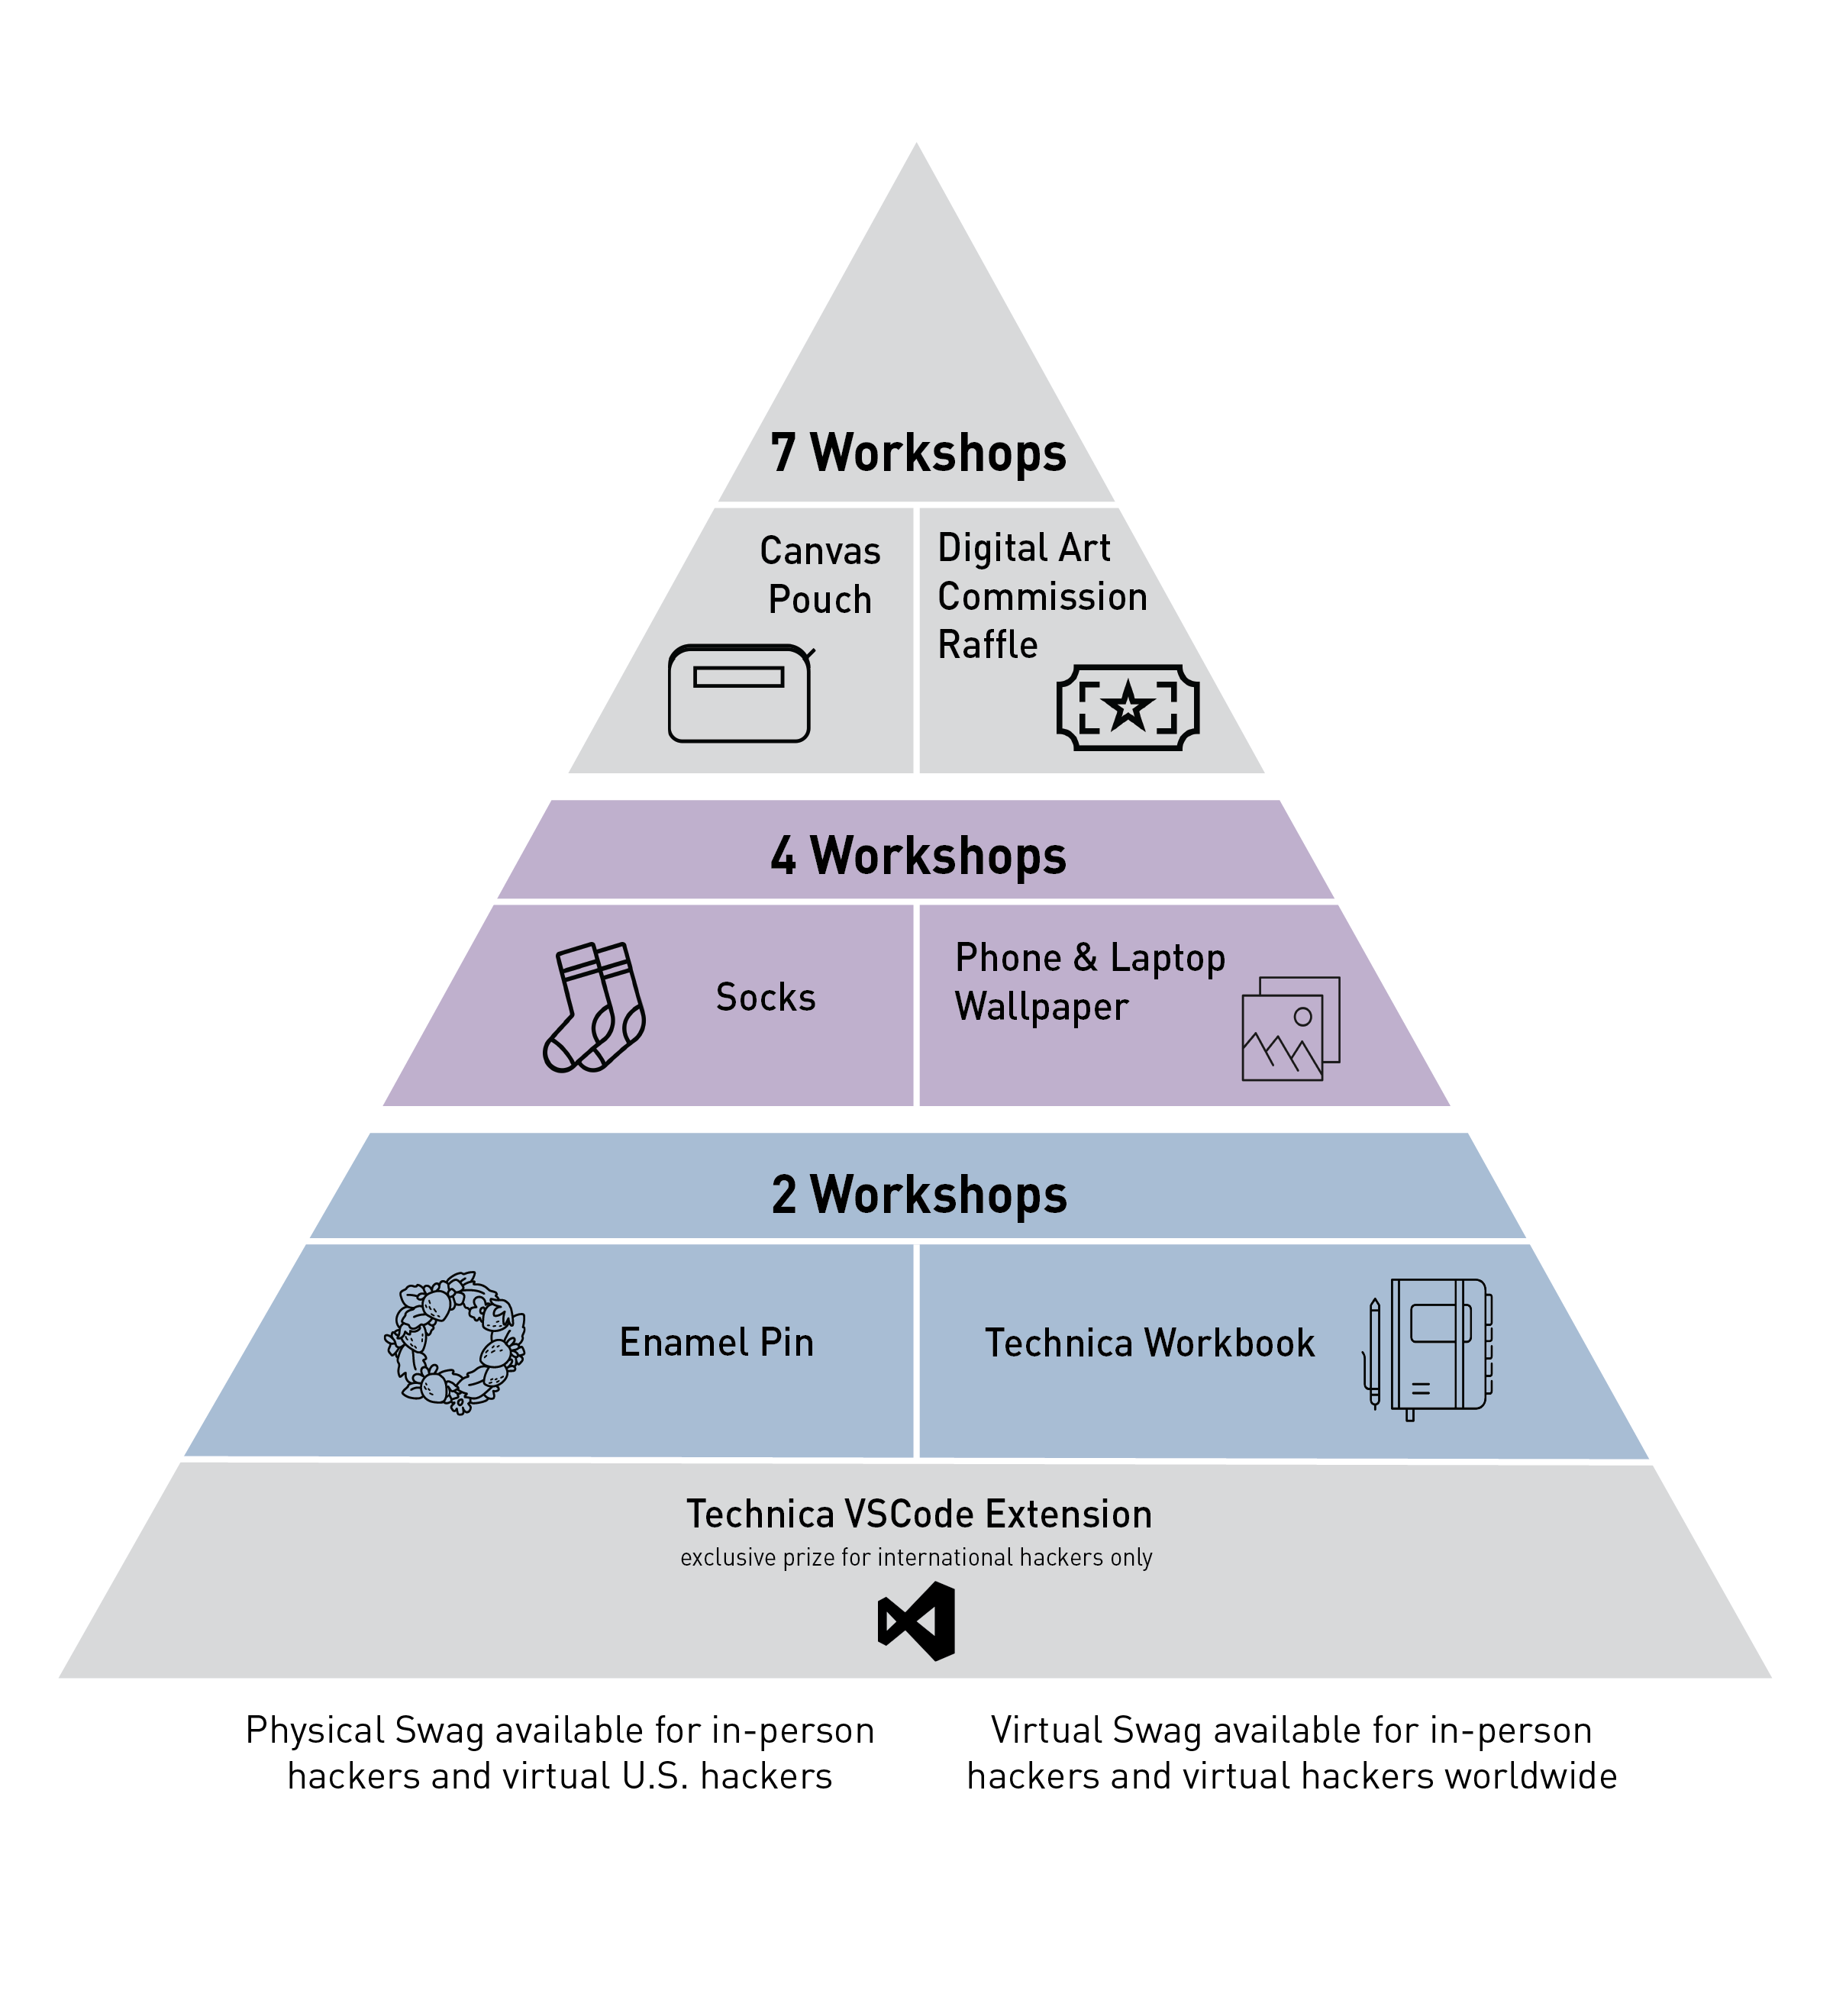 7 Workshops
Canvas
Pouch
Digital Art
Commission
Raffle
4 Workshops
Socks
Phone & Laptop
Wallpaper
2 Workshops
Enamel Pin
Technica Workbook
Technica VSCode Extension
exclusive prize for international hackers only
Physical Swag available for in-person
hackers and virtual U.S. hackers
Virtual Swag available for in-person
hackers and virtual hackers worldwide